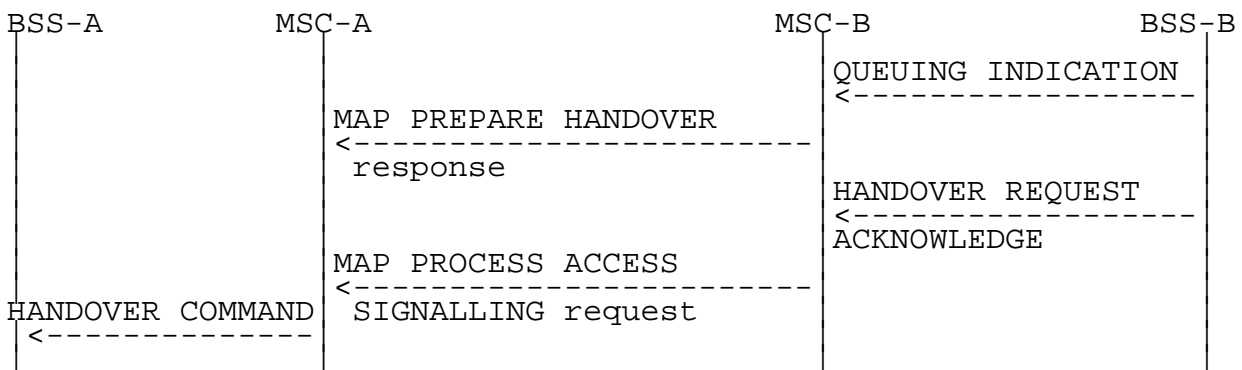 BSS-A MSC-A MSC-B BSS-B
QUEUING INDICATION
MAP PREPARE HANDOVER
response
HANDOVER REQUEST
ACKNOWLEDGE
MAP PROCESS ACCESS
HANDOVER COMMAND SIGNALLING request